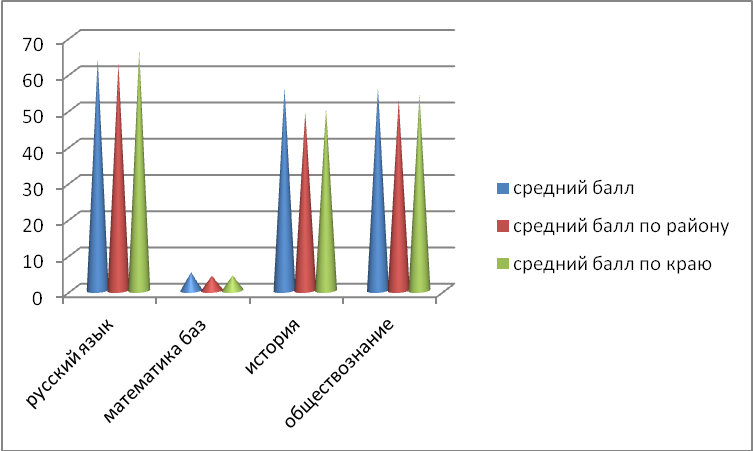 70
60
50
40
30
20
10
0
русский язык
математика баз
история
обществознание
средний балл
средний балл по району
средний балл по краю